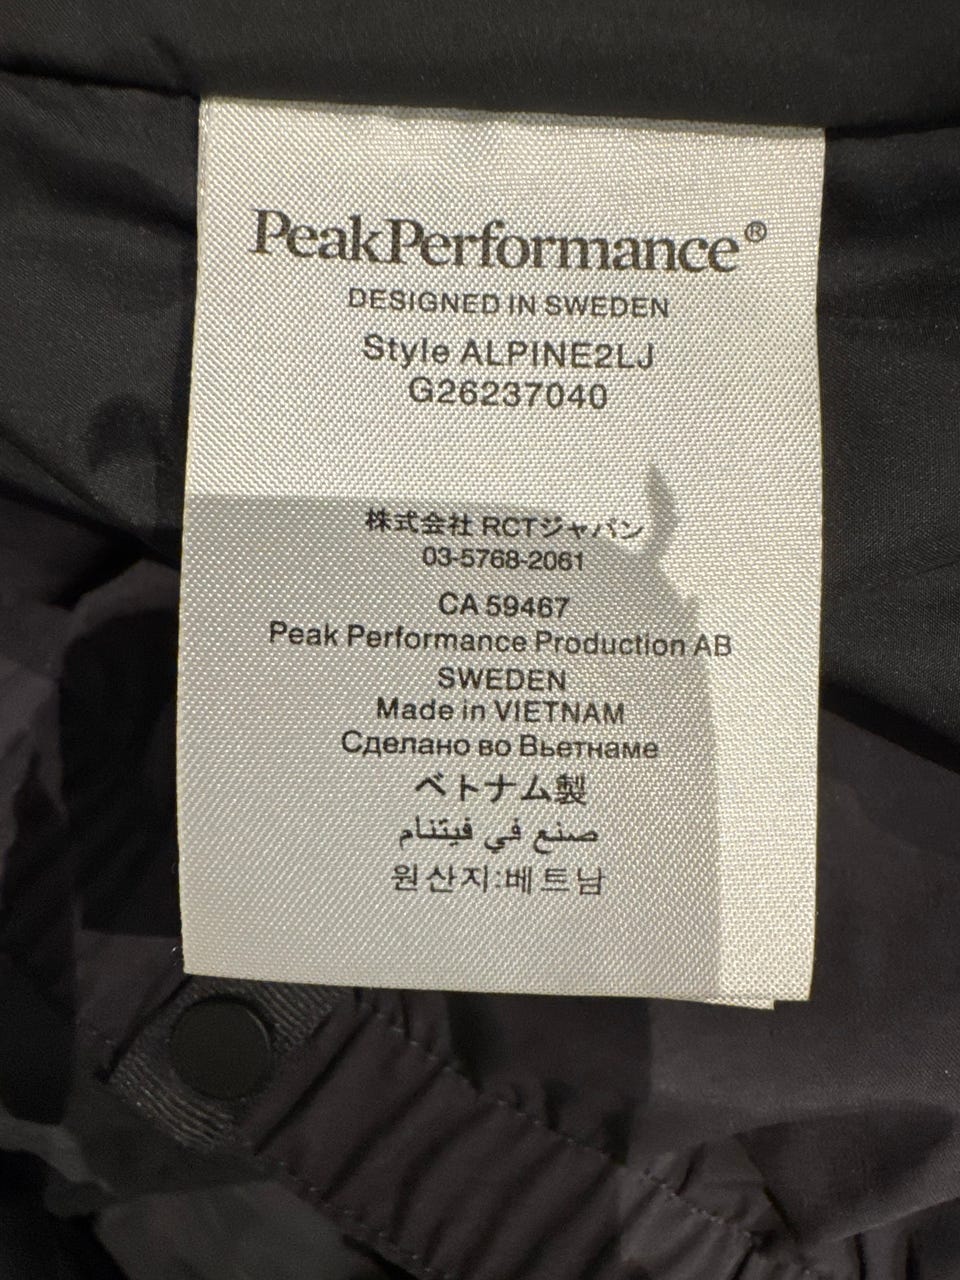 PeakPerformance®
DESIGNED IN SWEDEN
Style ALPINE2LJ
G26237040
株式会社 RCTジャパン
03-5768-2061
CA 59467
Peak Performance Production AB
SWEDEN
Made in VIETNAM
Сделано во Вьетнаме
ベトナム製
صنع في فيتنام
원산지:베트남